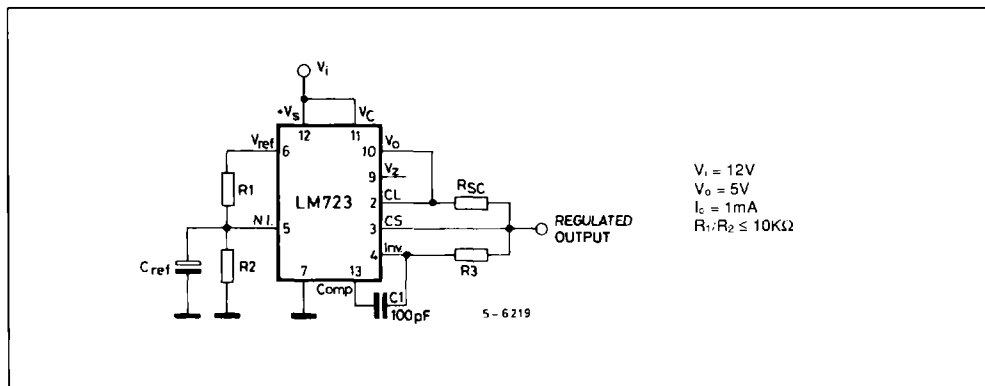 Vi
+Vs
VC
12
11
Vref
6
10
Vo
9
VZ
R1
LM723
2
CL
RSC
N.I.
5
3
CS
REGULATED
OUTPUT
4
Inv.
Cref
R2
R3
7
13
Comp
C1
100pF
5-6219
Vi = 12V
Vo = 5V
Io = 1mA
R1/R2 ≤ 10KΩ